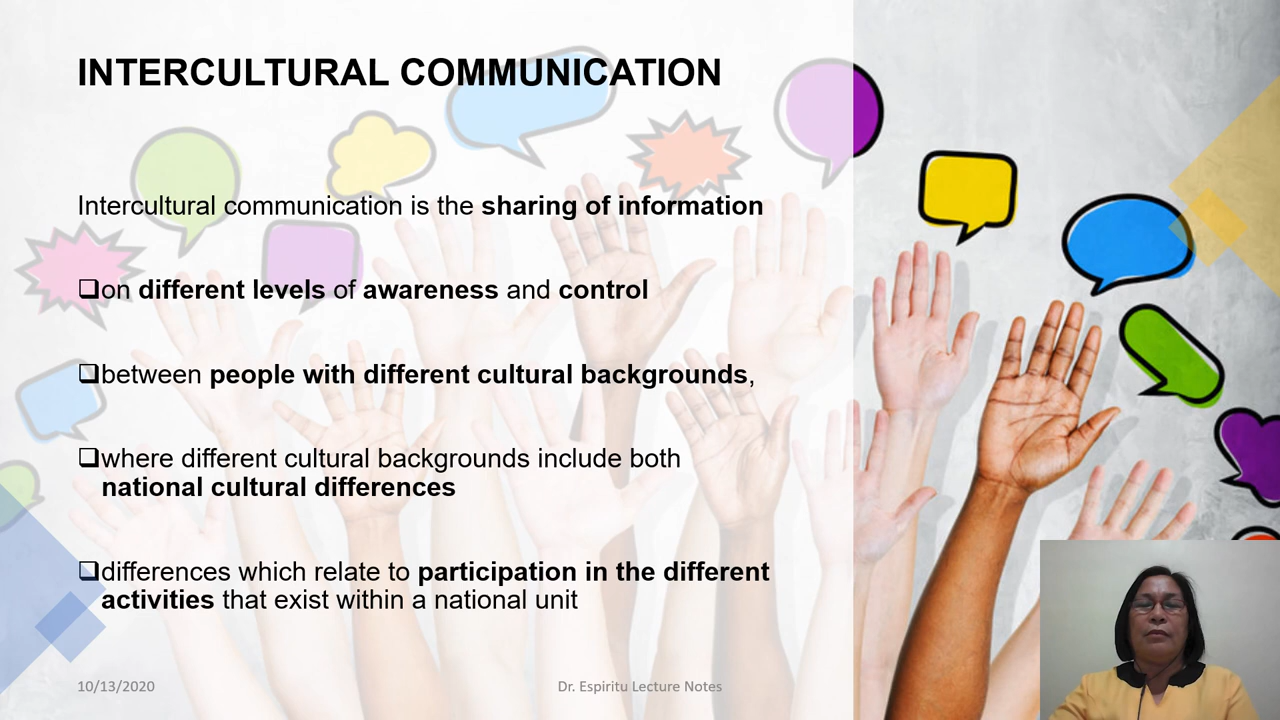 INTERCULTURAL COMMUNICATION
Intercultural communication is the sharing of information
❑on different levels of awareness and control
❑between people with different cultural backgrounds,
❑where different cultural backgrounds include both
national cultural differences
❑differences which relate to participation in the different
activities that exist within a national unit
10/13/2020
Dr. Espiritu Lecture Notes